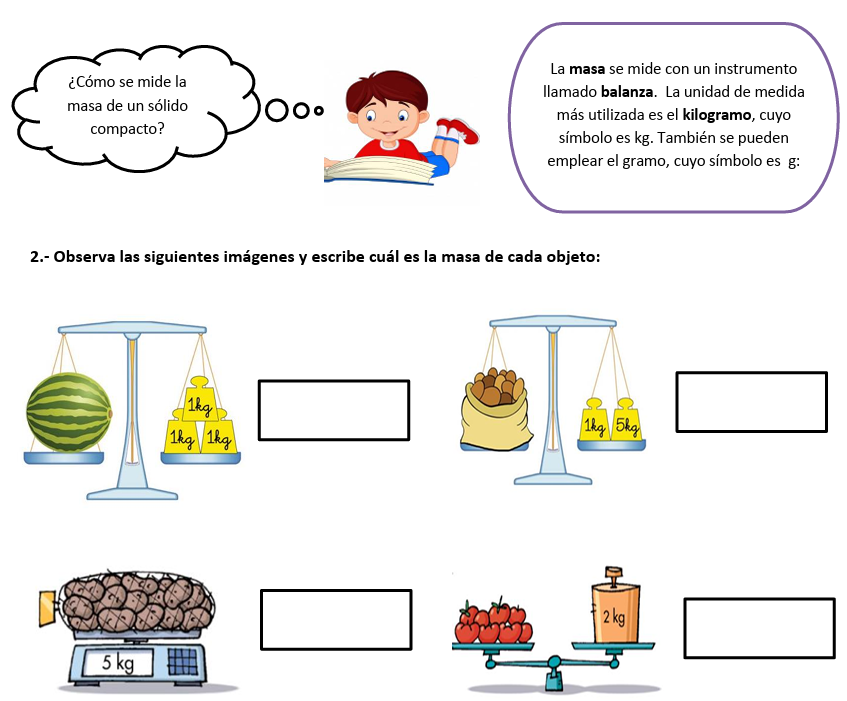 ¿Cómo se mide la
masa de un sólido
compacto?
La masa se mide con un instrumento
llamado balanza.  La unidad de medida
más utilizada es el kilogramo, cuyo
símbolo es kg. También se pueden
emplear el gramo, cuyo símbolo es  g:
2.- Observa las siguientes imágenes y escribe cuál es la masa de cada objeto:
1kg
1kg 1kg
1kg 5kg
5 kg
2 kg